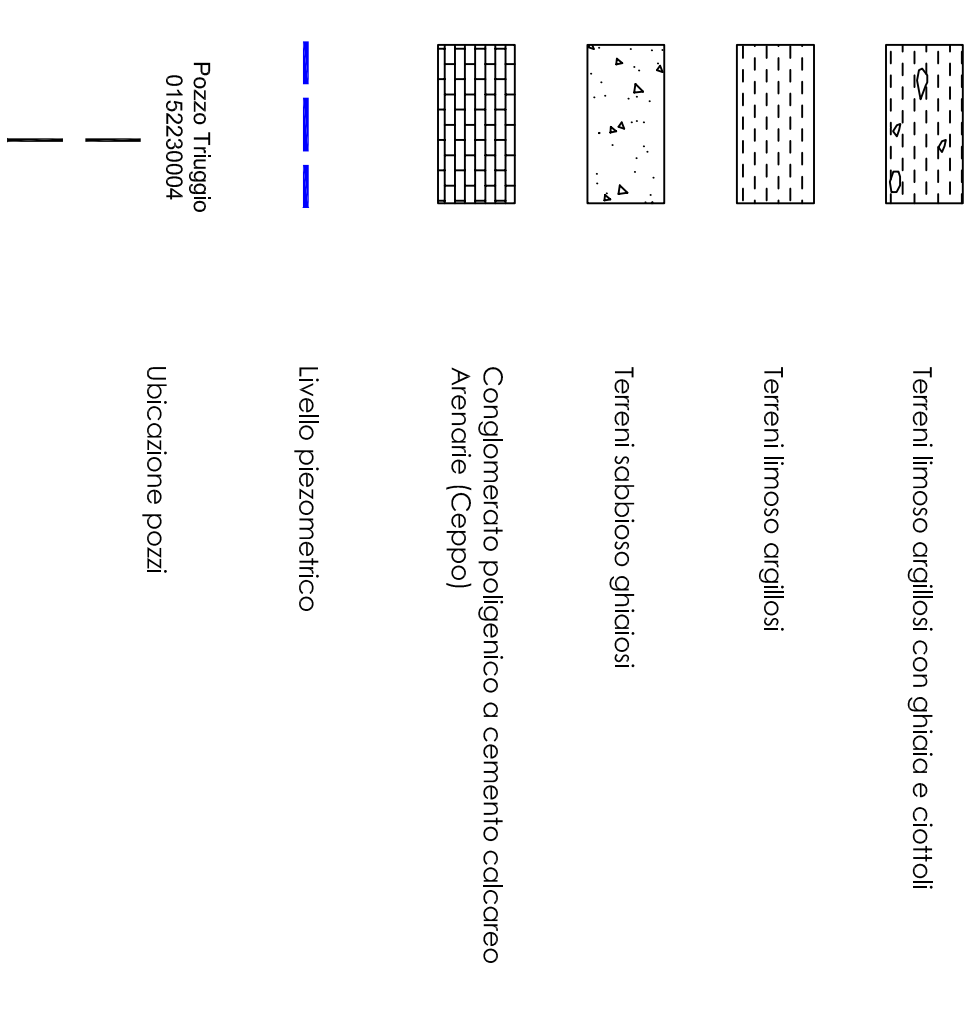 Terreni limoso argillosi con ghiaia e ciottoli
Terreni limoso argillosi
Terreni sabbioso ghiaiosi
Conglomerato poligenico a cemento calcareo
Arenarie (Ceppo)
Livello piezometrico
Pozzo Triuggio
0152230004
Ubicazione pozzi